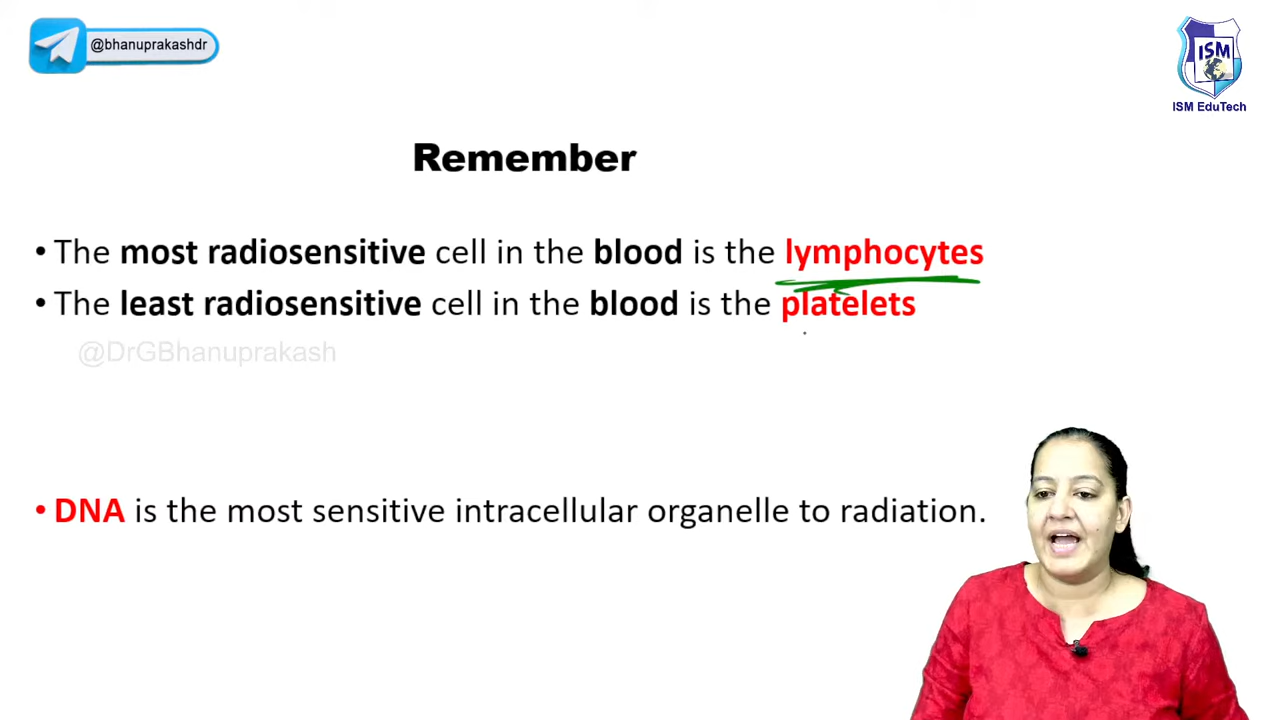 @bhanuprakashdr
ISM
ISM EduTech
Remember
• The most radiosensitive cell in the blood is the lymphocytes
• The least radiosensitive cell in the blood is the platelets
@DrGBhanuprakash
• DNA is the most sensitive intracellular organelle to radiation.